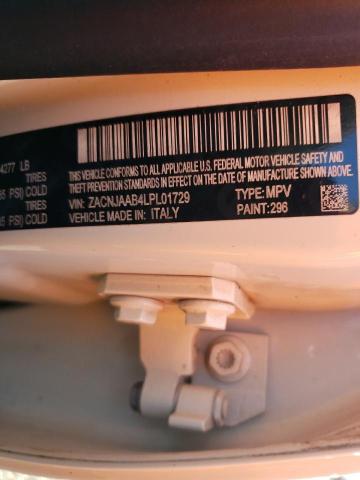 4277 LB
TIRES
PSI) COLD
TIRES
PSI) COLD
THIS VEHICLE CONFORMS TO ALL APPLICABLE U.S. FEDERAL MOTOR VEHICLE SAFETY AND
THEFT PREVENTION STANDARDS IN EFFECT ON THE DATE OF MANUFACTURE SHOWN ABOVE.
VIN: ZACNJAAB4LPL01729 TYPE: MPV
VEHICLE MADE IN: ITALY PAINT: 296